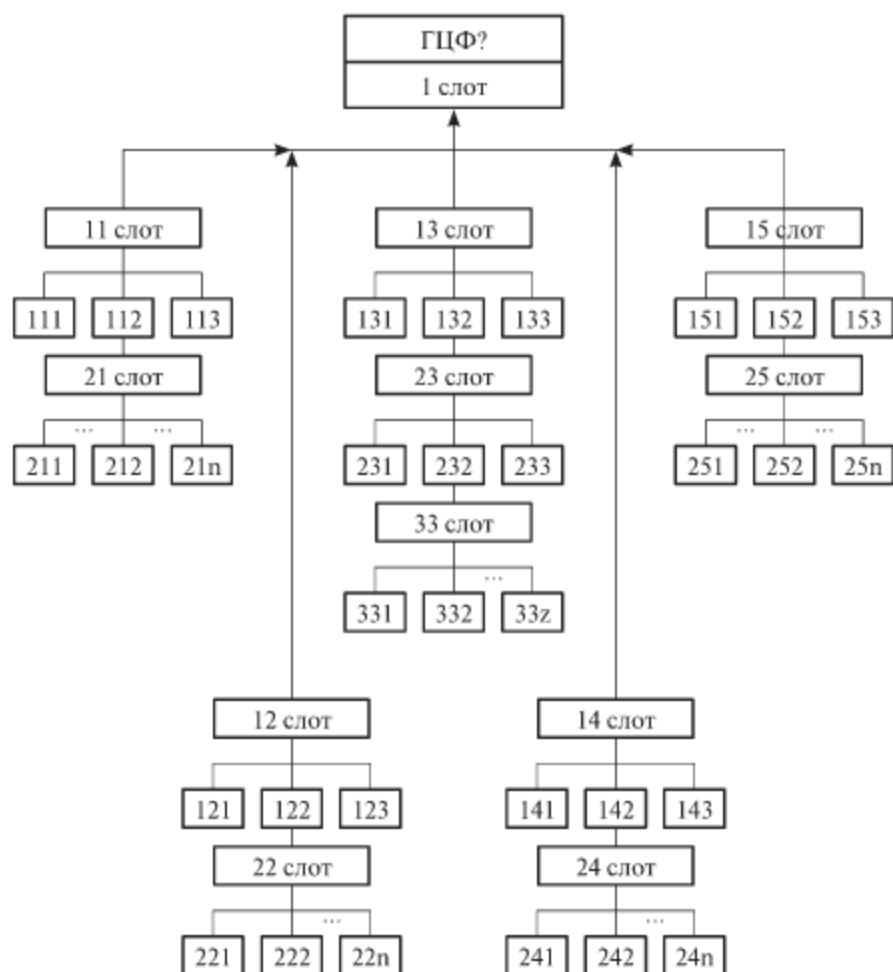 ГЦФ?
1 слот
11 слот 13 слот 15 слот
111 112 113 131 132 133 151 152 153
21 слот 23 слот 25 слот
... ... ... ...
211 212 21n 231 232 233 251 252 25n
33 слот
...
331 332 33z
12 слот 14 слот
121 122 123 141 142 143
22 слот 24 слот
... ...
221 222 22n 241 242 24n